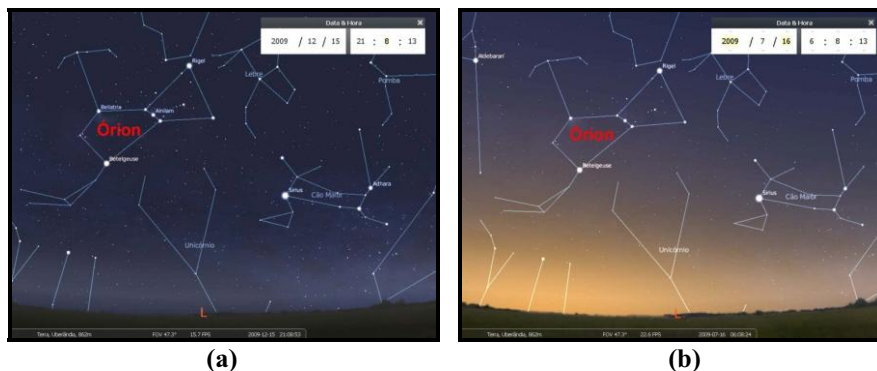 Data & Hora
2009 / 12 / 15 21 : 8 : 13
Rigel
Lebre
Pomba
Belatrix
Alnilam
Órion
Betelgeuse
Sirius
Cão Maior
Adhara
Unicórnio
L
Terra, Uberlândia, 862m FOV 47.3° 15.7 FPS 2009-12-15 21:08:53
(a)
Data & Hora
2009 / 7 / 16 6 : 8 : 13
Aldebaran
Rigel
Lebre
Pomba
Órion
Betelgeuse
Sirius
Cão Maior
Unicórnio
L
Terra, Uberlândia, 862m FOV 47.3° 22.6 FPS 2009-07-16 06:08:24
(b)